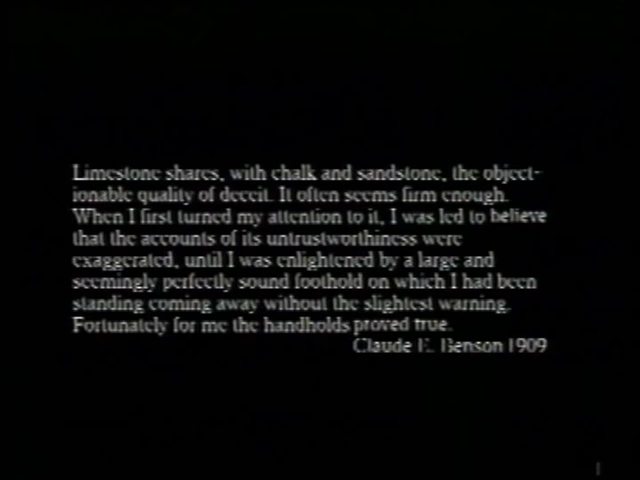 Limestone shares, with chalk and sandstone, the object-
ionable quality of deceit. It often seems firm enough.
When I first turned my attention to it, I was led to believe
that the accounts of its untrustworthiness were
exaggerated, until I was enlightened by a large and
seemingly perfectly sound foothold on which I had been
standing coming away without the slightest warning.
Fortunately for me the handholds proved true.
Claude E. Benson 1909